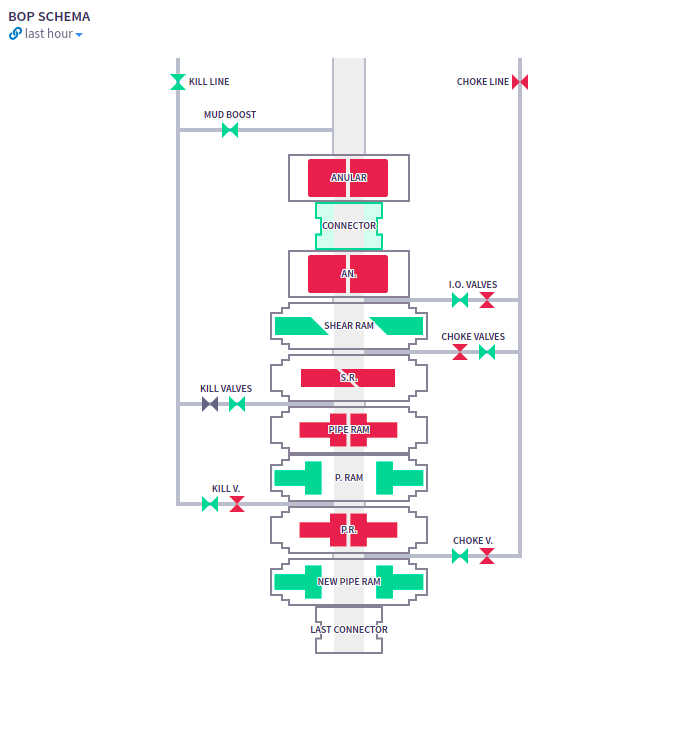 BOP SCHEMA
last hour
KILL LINE
CHOKE LINE
MUD BOOST
ANULAR
CONNECTOR
AN.
I.O. VALVES
SHEAR RAM
CHOKE VALVES
S.R.
KILL VALVES
PIPE RAM
P. RAM
KILL V.
P.R.
CHOKE V.
NEW PIPE RAM
LAST CONNECTOR